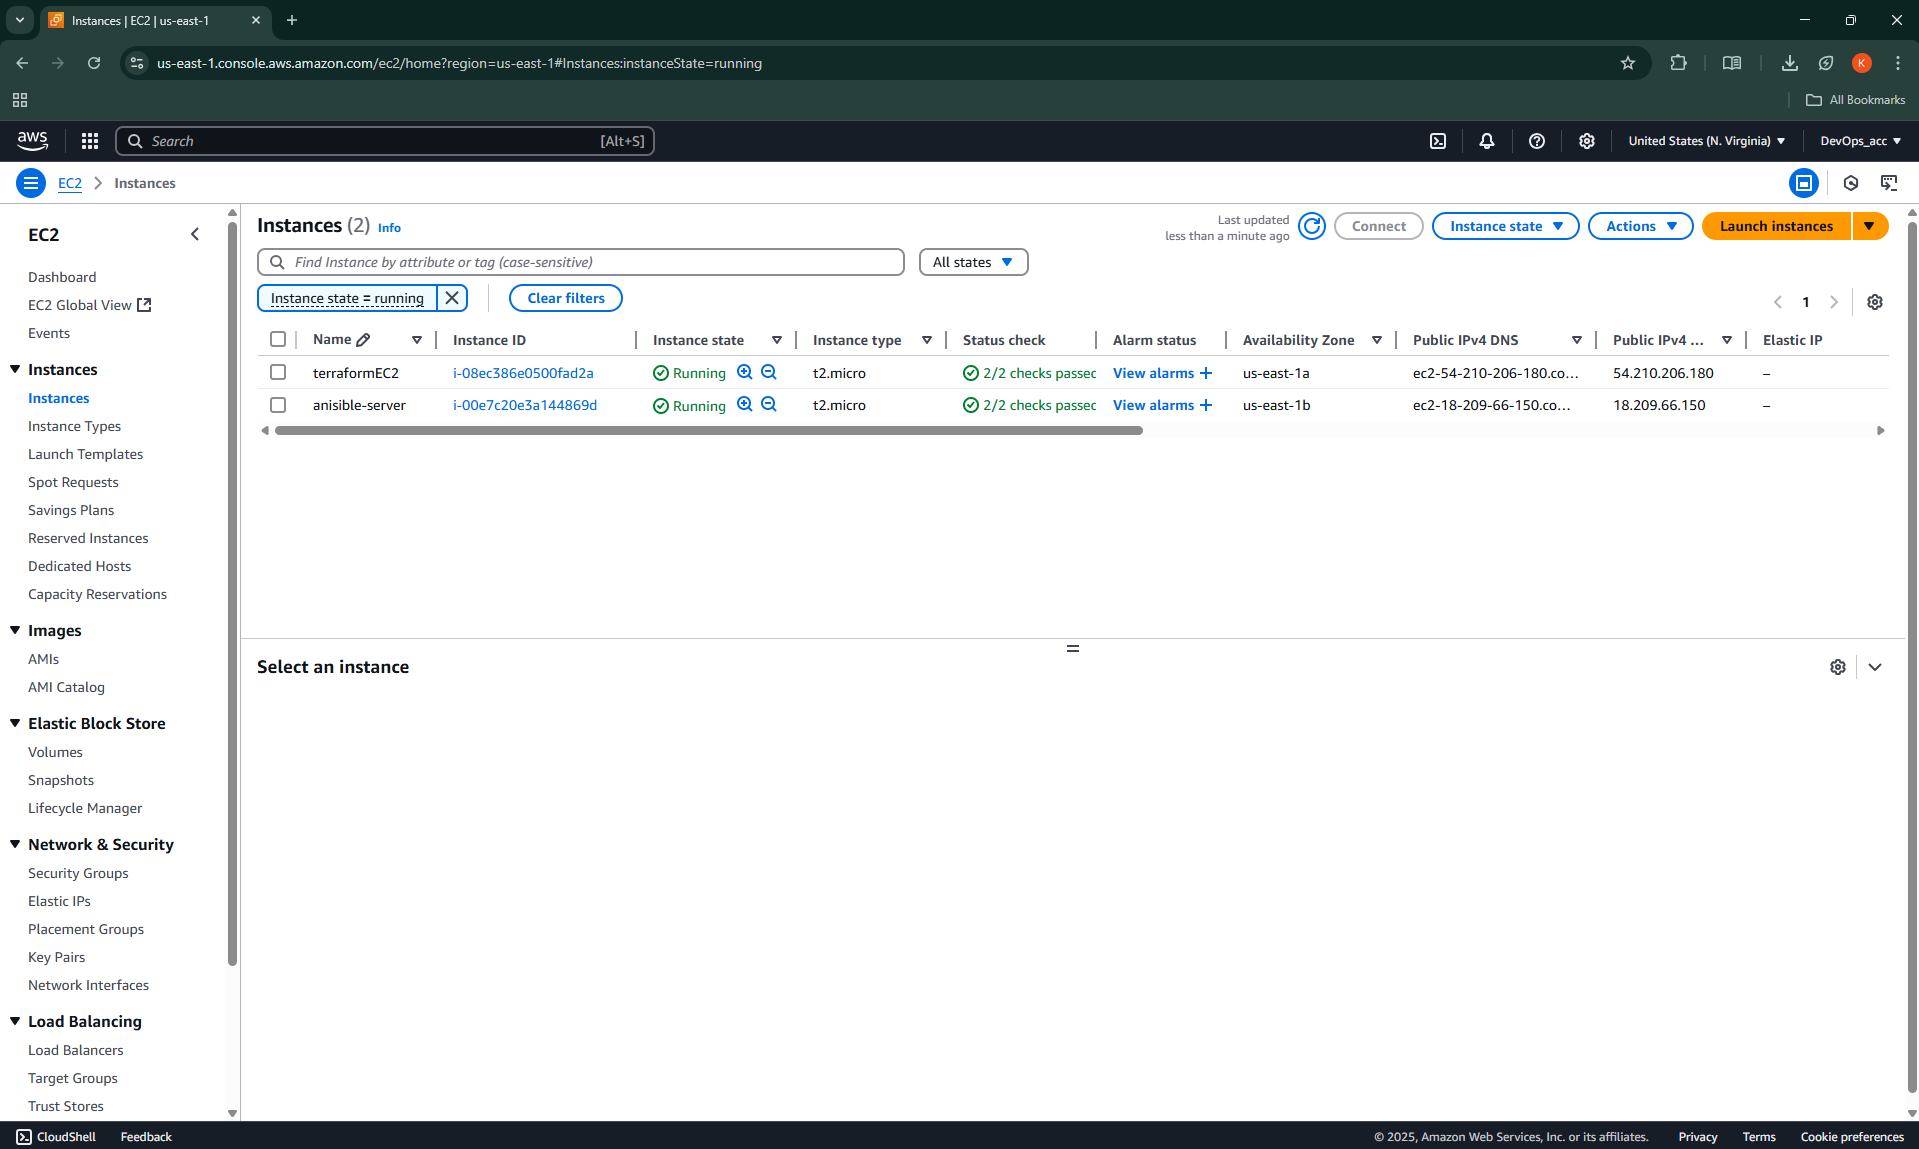 Instances | EC2 | us-east-1
us-east-1.console.aws.amazon.com/ec2/home?region=us-east-1#Instances:instanceState=running
K
All Bookmarks
aws
Search
[Alt+S]
United States (N. Virginia)
DevOps_acc
EC2
Instances
EC2
Dashboard
EC2 Global View
Events
Instances
Instances
Instance Types
Launch Templates
Spot Requests
Savings Plans
Reserved Instances
Dedicated Hosts
Capacity Reservations
Images
AMIs
AMI Catalog
Elastic Block Store
Volumes
Snapshots
Lifecycle Manager
Network & Security
Security Groups
Elastic IPs
Placement Groups
Key Pairs
Network Interfaces
Load Balancing
Load Balancers
Target Groups
Trust Stores
Instances (2) Info
Last updated
less than a minute ago
Connect
Instance state
Actions
Launch instances
Find Instance by attribute or tag (case-sensitive)
All states
Instance state = running
Clear filters
1
Name Instance ID Instance state Instance type Status check Alarm status Availability Zone Public IPv4 DNS Public IPv4 ... Elastic IP
terraformEC2 i-08ec386e0500fad2a Running t2.micro 2/2 checks passec View alarms + us-east-1a ec2-54-210-206-180.co... 54.210.206.180 –
anisible-server i-00e7c20e3a144869d Running t2.micro 2/2 checks passec View alarms + us-east-1b ec2-18-209-66-150.co... 18.209.66.150 –
Select an instance
CloudShell
Feedback
© 2025, Amazon Web Services, Inc. or its affiliates.
Privacy
Terms
Cookie preferences